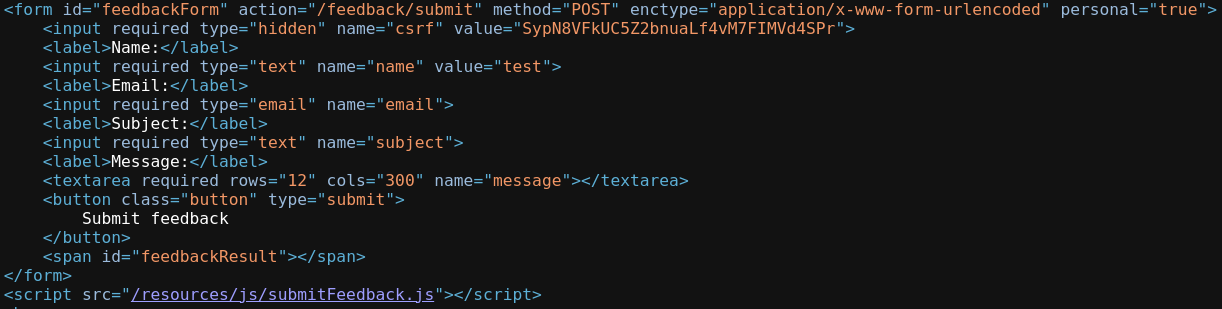 <form id="feedbackForm" action="/feedback/submit" method="POST" enctype="application/x-www-form-urlencoded" personal="true">
<input required type="hidden" name="csrf" value="SypN8VFkUC5Z2bnuaLf4vM7FIMVd4SPr">
<label>Name:</label>
<input required type="text" name="name" value="test">
<label>Email:</label>
<input required type="email" name="email">
<label>Subject:</label>
<input required type="text" name="subject">
<label>Message:</label>
<textarea required rows="12" cols="300" name="message"></textarea>
<button class="button" type="submit">
Submit feedback
</button>
<span id="feedbackResult"></span>
</form>
<script src="/resources/js/submitFeedback.js"></script>